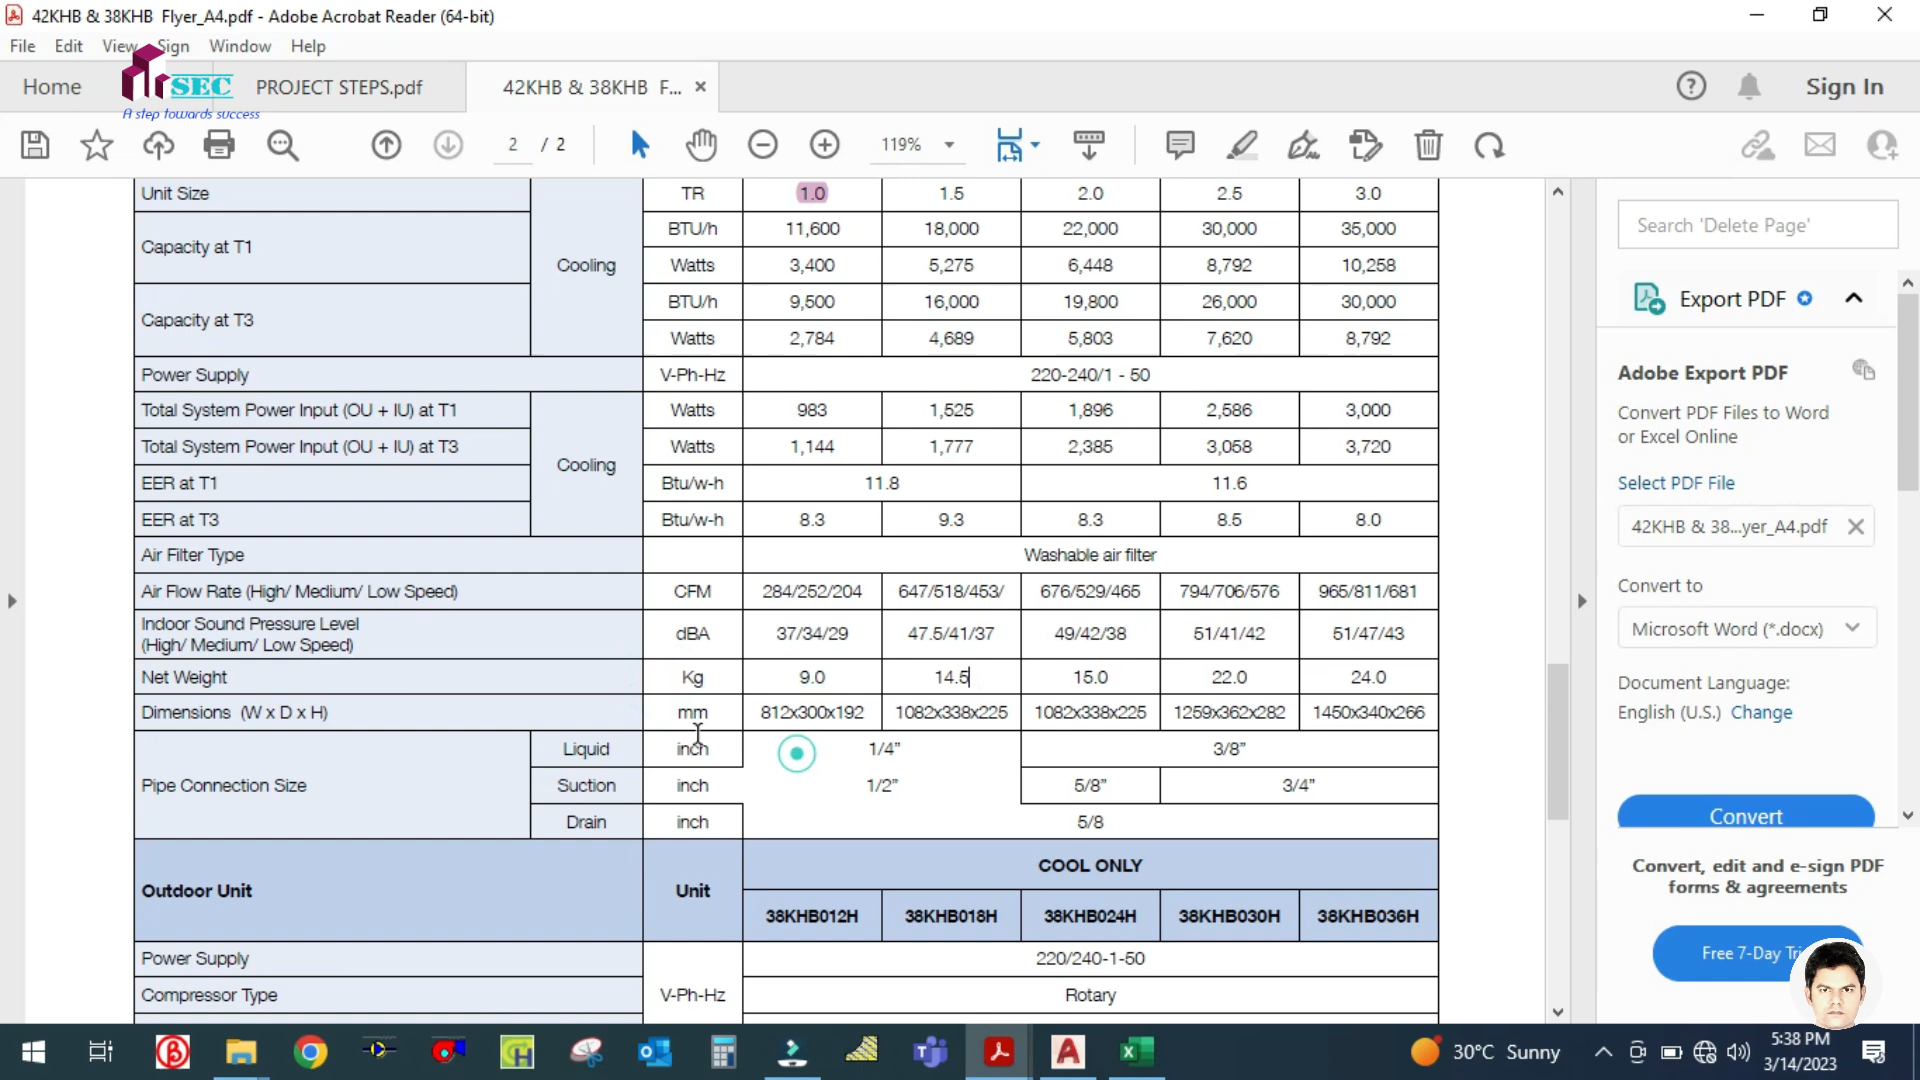 42KHB & 38KHB Flyer_A4.pdf - Adobe Acrobat Reader (64-bit)
File Edit View Sign Window Help
Home SEC PROJECT STEPS.pdf 42KHB & 38KHB F... × Sign In
A step towards success
2 / 2 119%
Unit Size TR 1.0 1.5 2.0 2.5 3.0
Capacity at T1 Cooling BTU/h 11,600 18,000 22,000 30,000 35,000
Watts 3,400 5,275 6,448 8,792 10,258
Capacity at T3 BTU/h 9,500 16,000 19,800 26,000 30,000
Watts 2,784 4,689 5,803 7,620 8,792
Power Supply V-Ph-Hz 220-240/1 - 50
Total System Power Input (OU + IU) at T1 Cooling Watts 983 1,525 1,896 2,586 3,000
Total System Power Input (OU + IU) at T3 Watts 1,144 1,777 2,385 3,058 3,720
EER at T1 Btu/w-h 11.8 11.6
EER at T3 Btu/w-h 8.3 9.3 8.3 8.5 8.0
Air Filter Type Washable air filter
Air Flow Rate (High/ Medium/ Low Speed) CFM 284/252/204 647/518/453/ 676/529/465 794/706/576 965/811/681
Indoor Sound Pressure Level
(High/ Medium/ Low Speed) dBA 37/34/29 47.5/41/37 49/42/38 51/41/42 51/47/43
Net Weight Kg 9.0 14.5 15.0 22.0 24.0
Dimensions (W x D x H) mm 812x300x192 1082x338x225 1082x338x225 1259x362x282 1450x340x266
Pipe Connection Size Liquid inch 1/4” 3/8”
Suction inch 1/2” 5/8” 3/4”
Drain inch 5/8
Outdoor Unit Unit COOL ONLY
38KHB012H 38KHB018H 38KHB024H 38KHB030H 38KHB036H
Power Supply V-Ph-Hz 220/240-1-50
Compressor Type Rotary
Search 'Delete Page'
Export PDF
Adobe Export PDF
Convert PDF Files to Word
or Excel Online
Select PDF File
42KHB & 38...yer_A4.pdf
Convert to
Microsoft Word (*.docx)
Document Language:
English (U.S.) Change
Convert
Convert, edit and e-sign PDF
forms & agreements
Free 7-Day
30°C Sunny
5:38 PM
3/14/2023